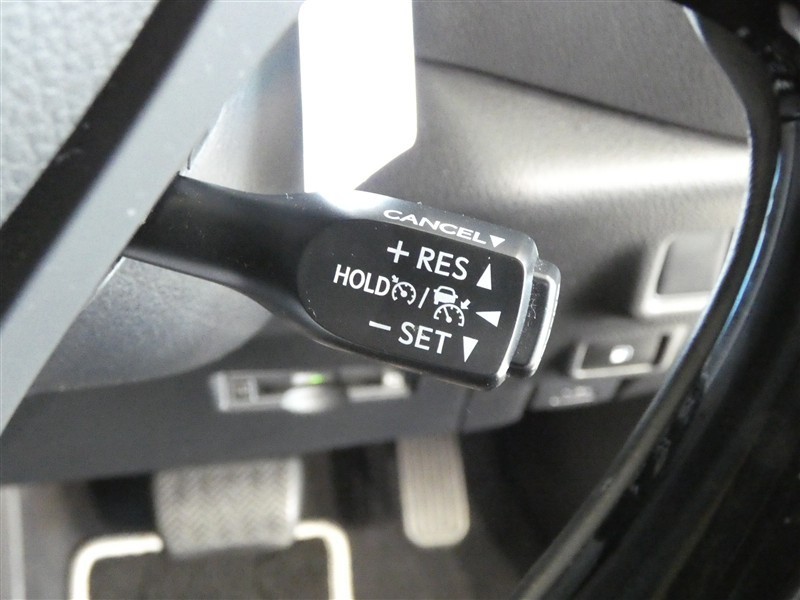 CANCEL▼
+ RES ▲
HOLD / ◀
− SET ▼